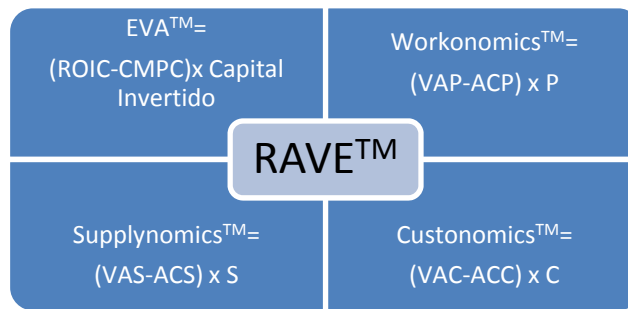 EVA™=
(ROIC-CMPC)x Capital
Invertido
Workonomics™=
(VAP-ACP) x P
RAVE™
Supplynomics™=
(VAS-ACS) x S
Custonomics™=
(VAC-ACC) x C